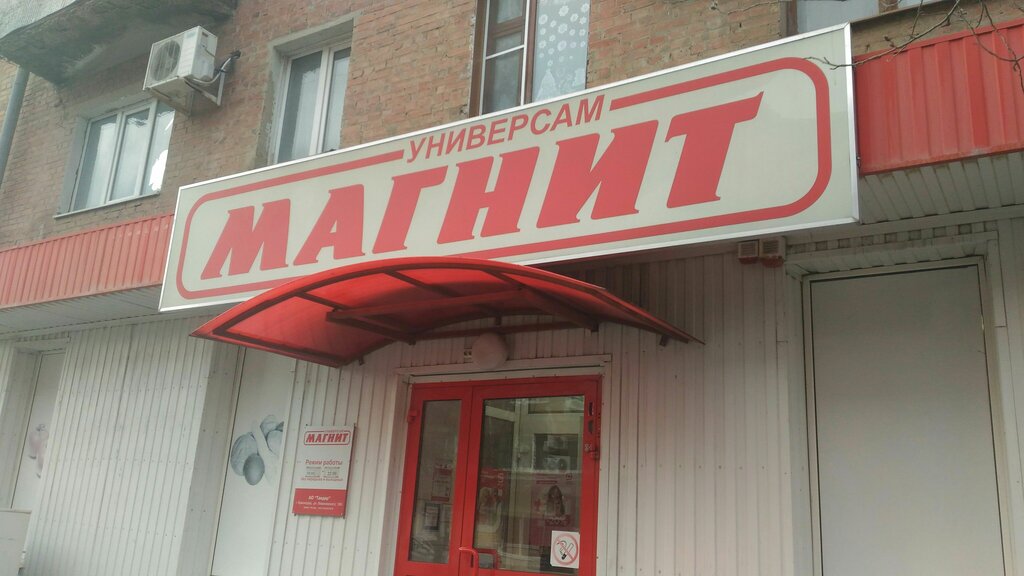 УНИВЕРСАМ
МАГНИТ
МАГНИТ
Режим работы
АО "Тандер"